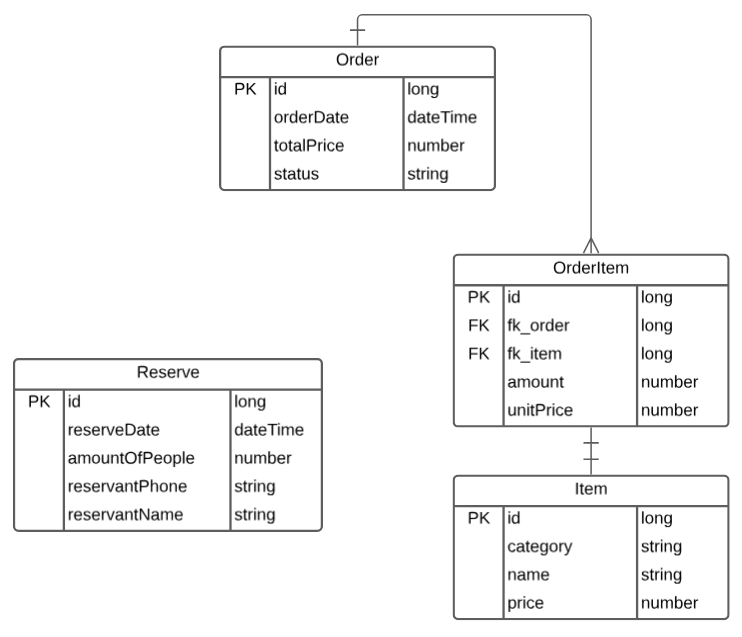 Order
PK id long
orderDate dateTime
totalPrice number
status string
OrderItem
PK id long
FK fk_order long
FK fk_item long
amount number
unitPrice number
Reserve
PK id long
reserveDate dateTime
amountOfPeople number
reservantPhone string
reservantName string
Item
PK id long
category string
name string
price number